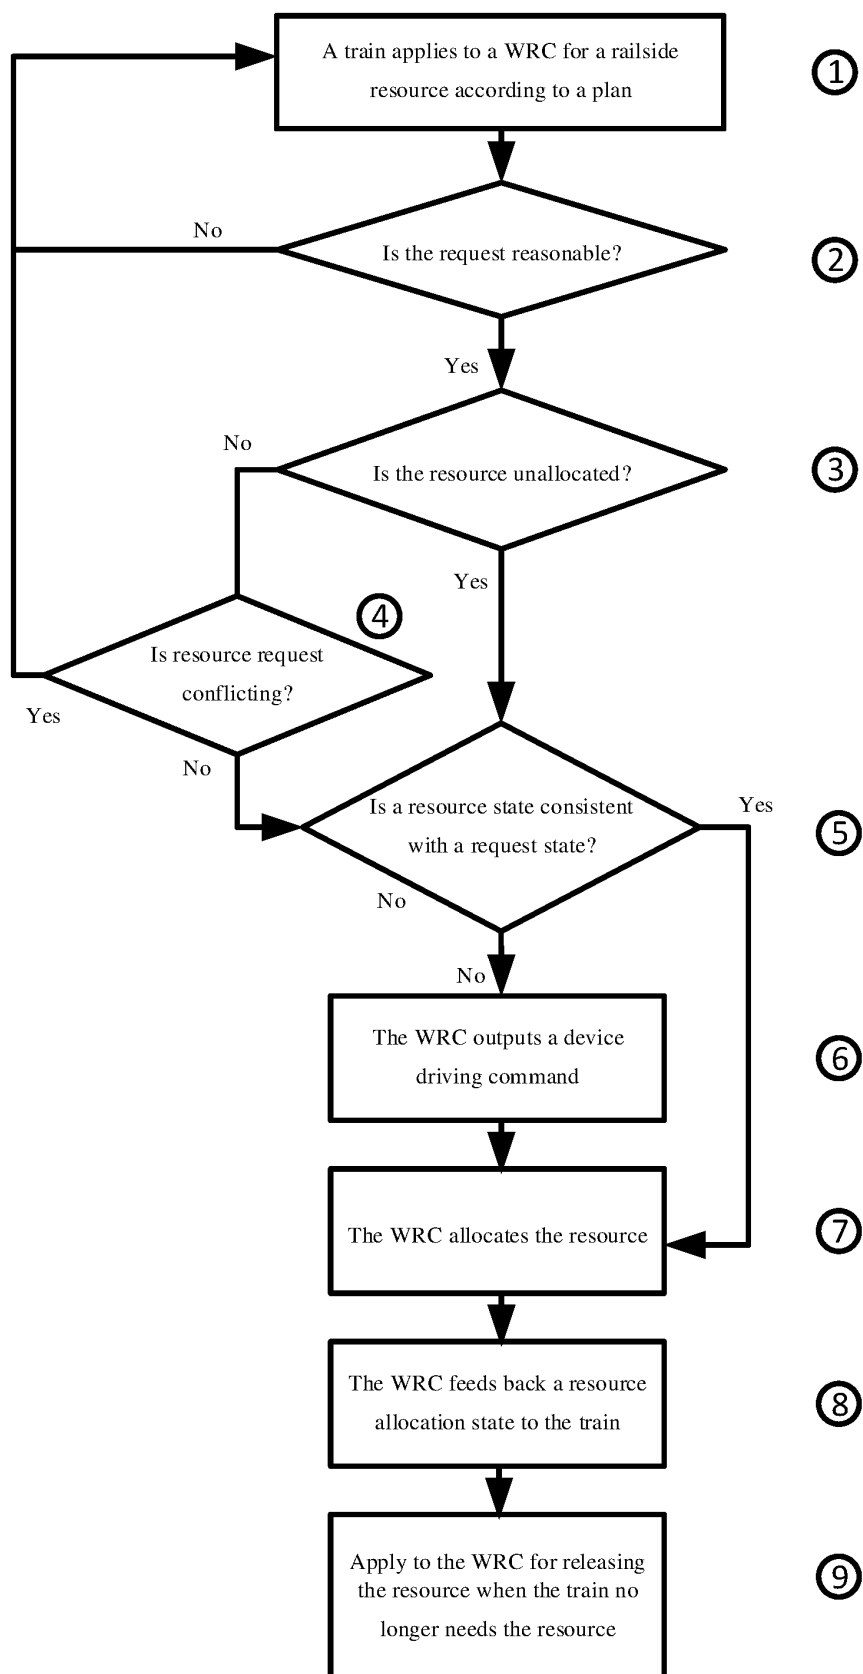 A train applies to a WRC for a railside
resource according to a plan
①
No
Is the request reasonable?
②
Yes
No
Is the resource unallocated?
③
Yes
④
Is resource request
conflicting?
Yes
No
Is a resource state consistent
with a request state?
Yes
⑤
No
No
The WRC outputs a device
driving command
⑥
The WRC allocates the resource
⑦
The WRC feeds back a resource
allocation state to the train
⑧
Apply to the WRC for releasing
the resource when the train no
longer needs the resource
⑨